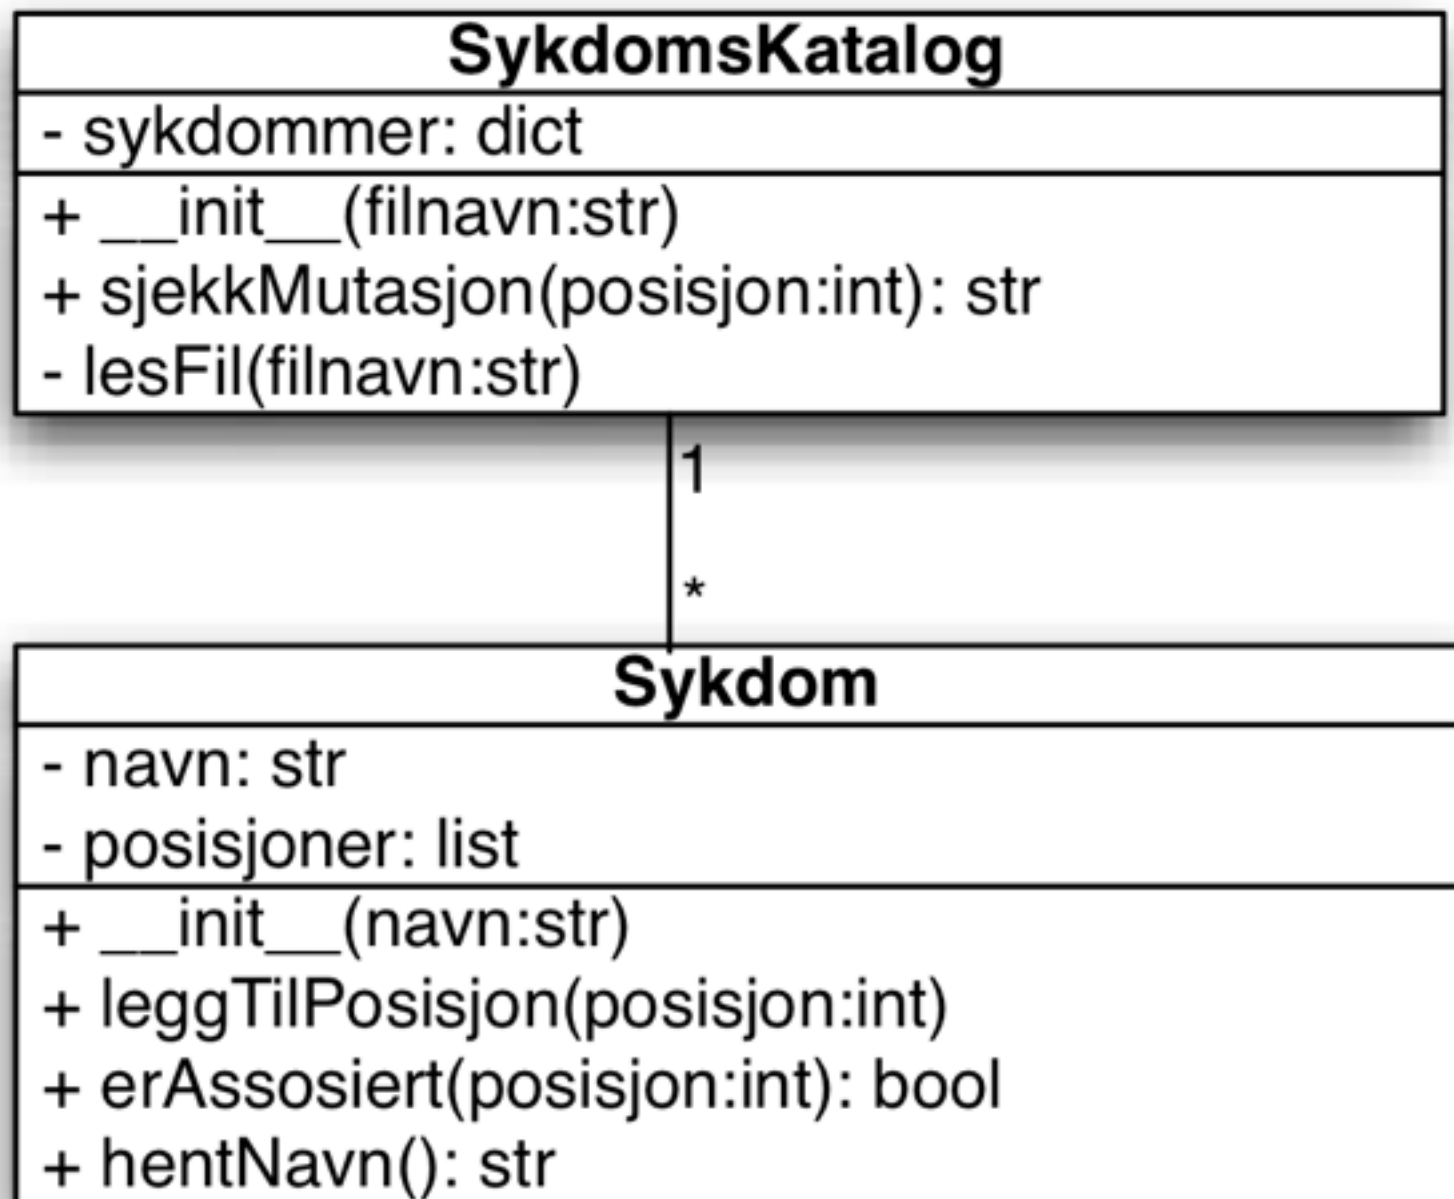 SykdomsKatalog
- sykdommer: dict
+ __init__(filnavn:str)
+ sjekkMutasjon(posisjon:int): str
- lesFil(filnavn:str)
1
*
Sykdom
- navn: str
- posisjoner: list
+ __init__(navn:str)
+ leggTilPosisjon(posisjon:int)
+ erAssosiert(posisjon:int): bool
+ hentNavn(): str